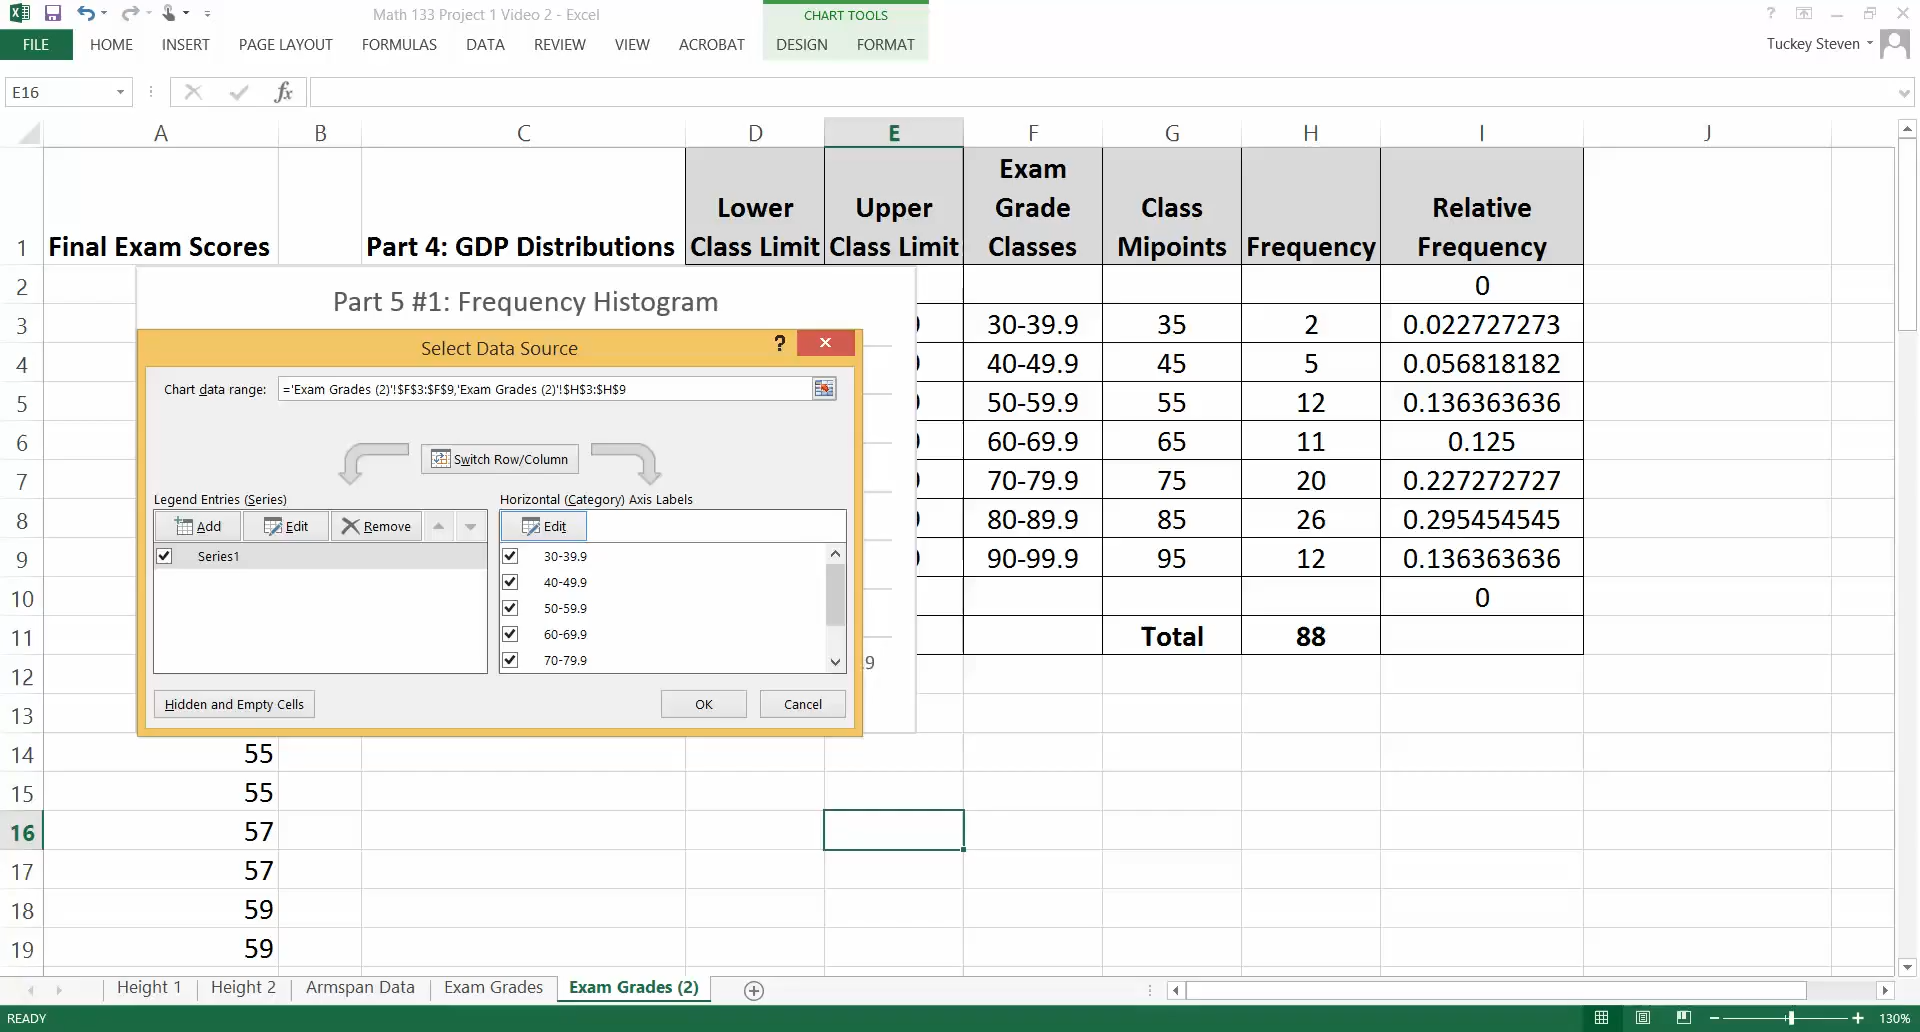 Math 133 Project 1 Video 2 - Excel
CHART TOOLS
FILE HOME INSERT PAGE LAYOUT FORMULAS DATA REVIEW VIEW ACROBAT DESIGN FORMAT
Tuckey Steven
E16 fx
A B C D E F G H I J
1 Final Exam Scores Part 4: GDP Distributions Lower Class Limit Upper Class Limit Exam Grade Classes Class Mipoints Frequency Relative Frequency
2 0
3 30-39.9 35 2 0.022727273
4 40-49.9 45 5 0.056818182
5 50-59.9 55 12 0.136363636
6 60-69.9 65 11 0.125
7 70-79.9 75 20 0.227272727
8 80-89.9 85 26 0.295454545
9 90-99.9 95 12 0.136363636
10 0
11 Total 88
12
13
14 55
15 55
16 57
17 57
18 59
19 59
Part 5 #1: Frequency Histogram
Select Data Source
?
Chart data range: ='Exam Grades (2)'!$F$3:$F$9,'Exam Grades (2)'!$H$3:$H$9
Switch Row/Column
Legend Entries (Series)
Add Edit Remove
Series1
Horizontal (Category) Axis Labels
Edit
30-39.9
40-49.9
50-59.9
60-69.9
70-79.9
Hidden and Empty Cells OK Cancel
.9
Height 1 Height 2 Armspan Data Exam Grades Exam Grades (2)
READY 130%